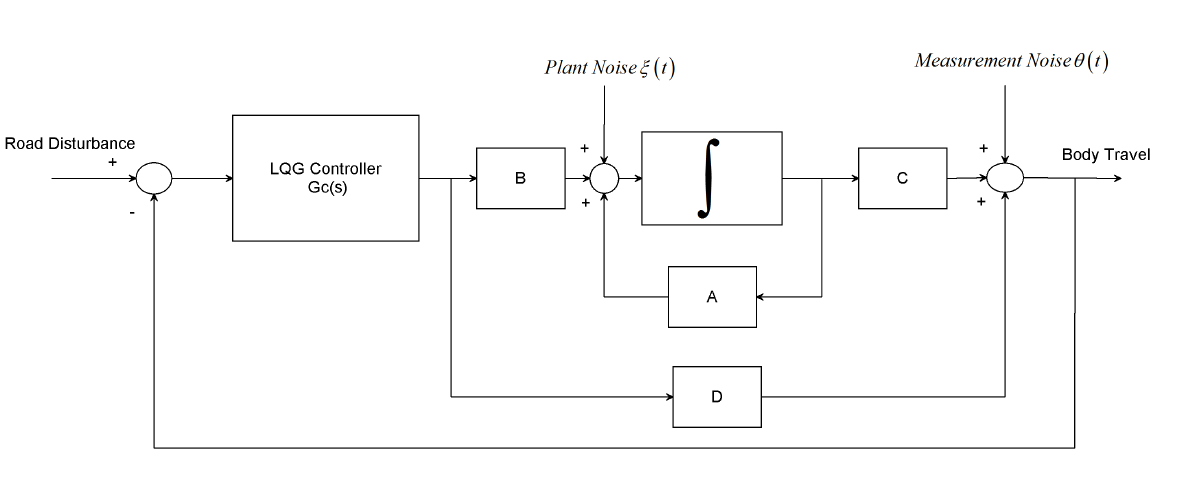 Plant Noise ξ (t)
Measurement Noise θ (t)
Road Disturbance
+
-
LQG Controller
Gc(s)
B
+
+
∫
C
+
+
Body Travel
A
D